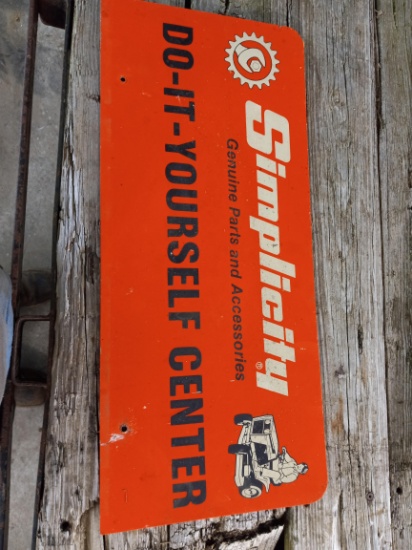 Simplicity®
Genuine Parts and Accessories
DO-IT-YOURSELF CENTER